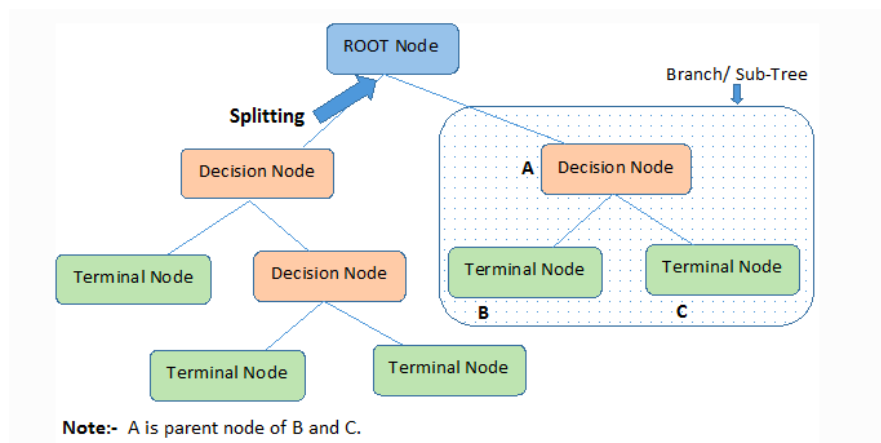 ROOT Node
Branch/ Sub-Tree
Splitting
Decision Node
A
Decision Node
Terminal Node
Decision Node
Terminal Node
Terminal Node
B
C
Terminal Node
Terminal Node
Note:- A is parent node of B and C.